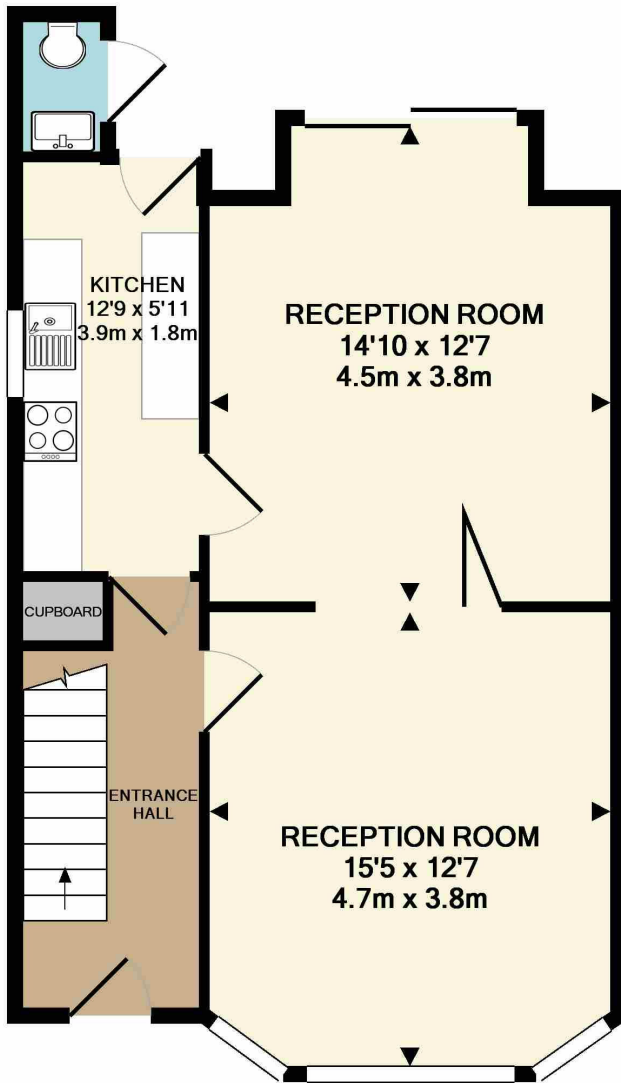 KITCHEN
12'9 x 5'11
3.9m x 1.8m
RECEPTION ROOM
14'10 x 12'7
4.5m x 3.8m
CUPBOARD
ENTRANCE
HALL
RECEPTION ROOM
15'5 x 12'7
4.7m x 3.8m